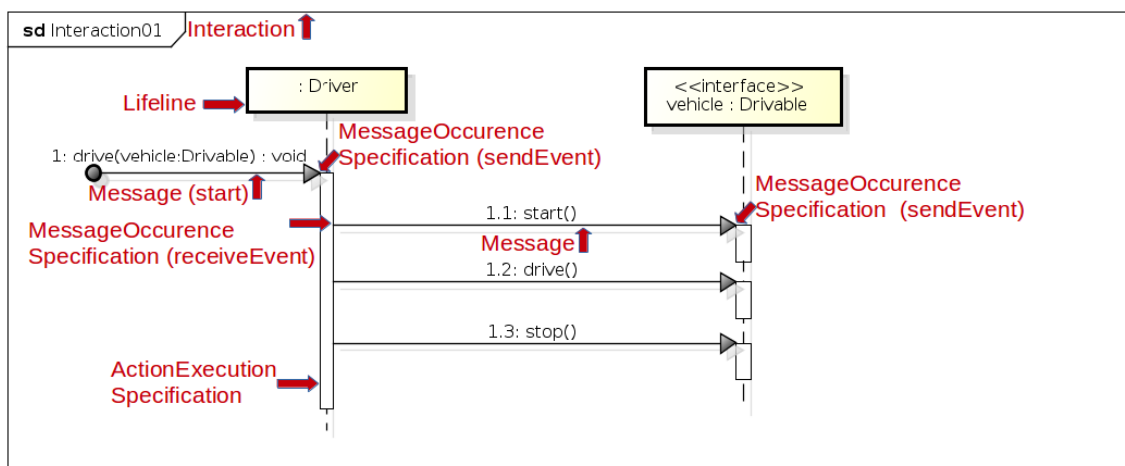 sd Interaction01
Interaction
: Driver
<<interface>>
vehicle : Drivable
Lifeline
MessageOccurence
Specification (sendEvent)
1: drive(vehicle:Drivable) : void
Message (start)
MessageOccurence
Specification (sendEvent)
1.1: start()
MessageOccurence
Specification (receiveEvent)
Message
1.2: drive()
1.3: stop()
ActionExecution
Specification